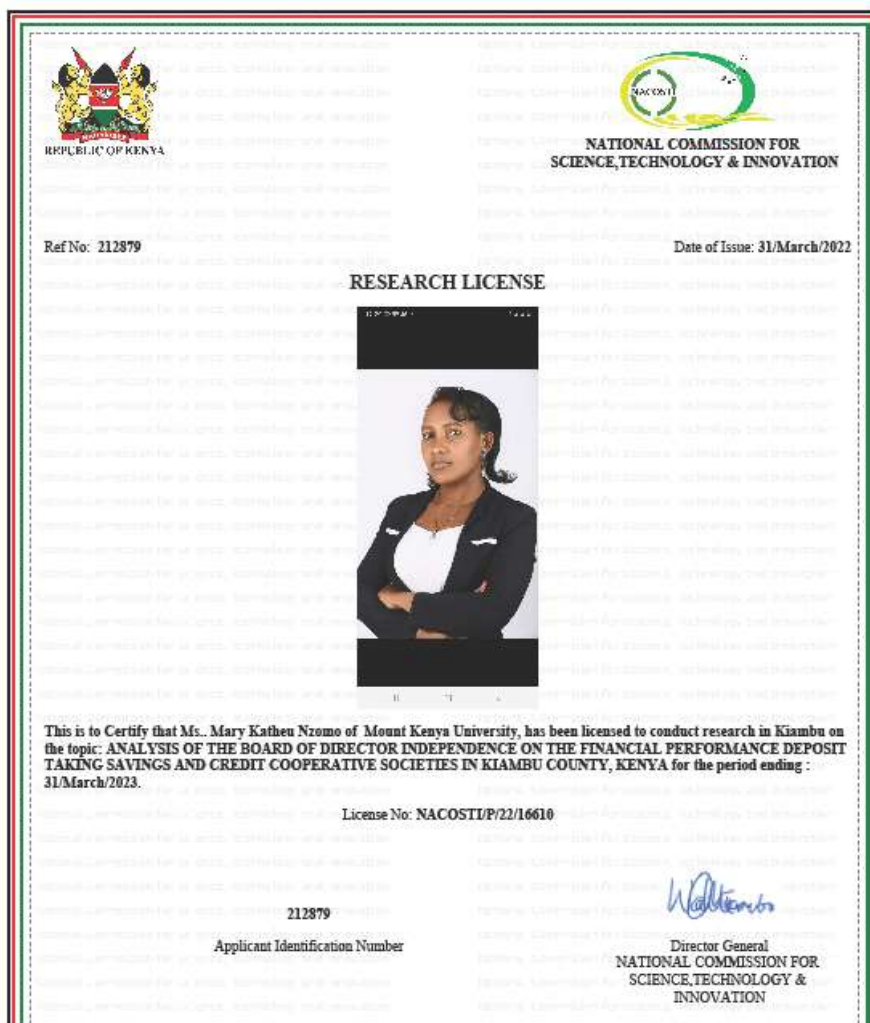 REPUBLIC OF KENYA
NACOSTI
NATIONAL COMMISSION FOR
SCIENCE,TECHNOLOGY & INNOVATION
Ref No: 212879
Date of Issue: 31/March/2022
RESEARCH LICENSE
This is to Certify that Ms.. Mary Katheu Nzomo of Mount Kenya University, has been licensed to conduct research in Kiambu on
the topic: ANALYSIS OF THE BOARD OF DIRECTOR INDEPENDENCE ON THE FINANCIAL PERFORMANCE DEPOSIT
TAKING SAVINGS AND CREDIT COOPERATIVE SOCIETIES IN KIAMBU COUNTY, KENYA for the period ending :
31/March/2023.
License No: NACOSTI/P/22/16610
212879
Applicant Identification Number
Director General
NATIONAL COMMISSION FOR
SCIENCE,TECHNOLOGY &
INNOVATION